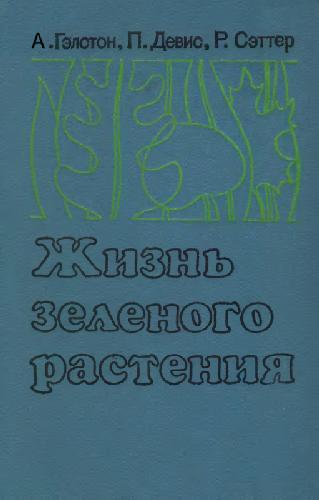 А. Гэлстон, П. Девис, Р. Сэттер
Жизнь
зеленого
растения